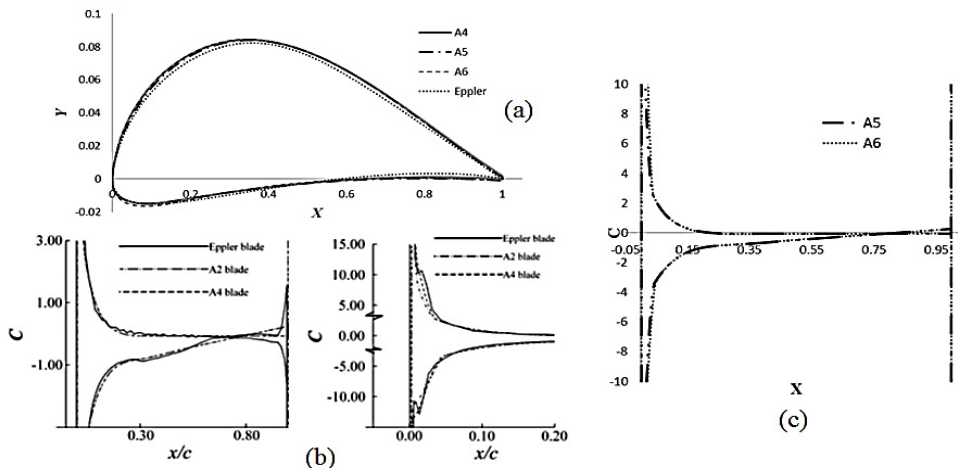 (a)
0.1
0.08
0.06
0.04
0.02
0
-0.02
Y
0 0.2 0.4 0.6 0.8 1
X
A4
A5
A6
Eppler
3.00
1.00
-1.00
C
0.30 0.80
x/c
Eppler blade
A2 blade
A4 blade
15.00
10.00
5.00
0.00
-5.00
-10.00
C
0.00 0.10 0.20
x/c
Eppler blade
A2 blade
A4 blade
(b)
10
8
6
4
2
0
-2
-4
-6
-8
-10
C
-0.05 0.15 0.35 0.55 0.75 0.95
X
A5
A6
(c)